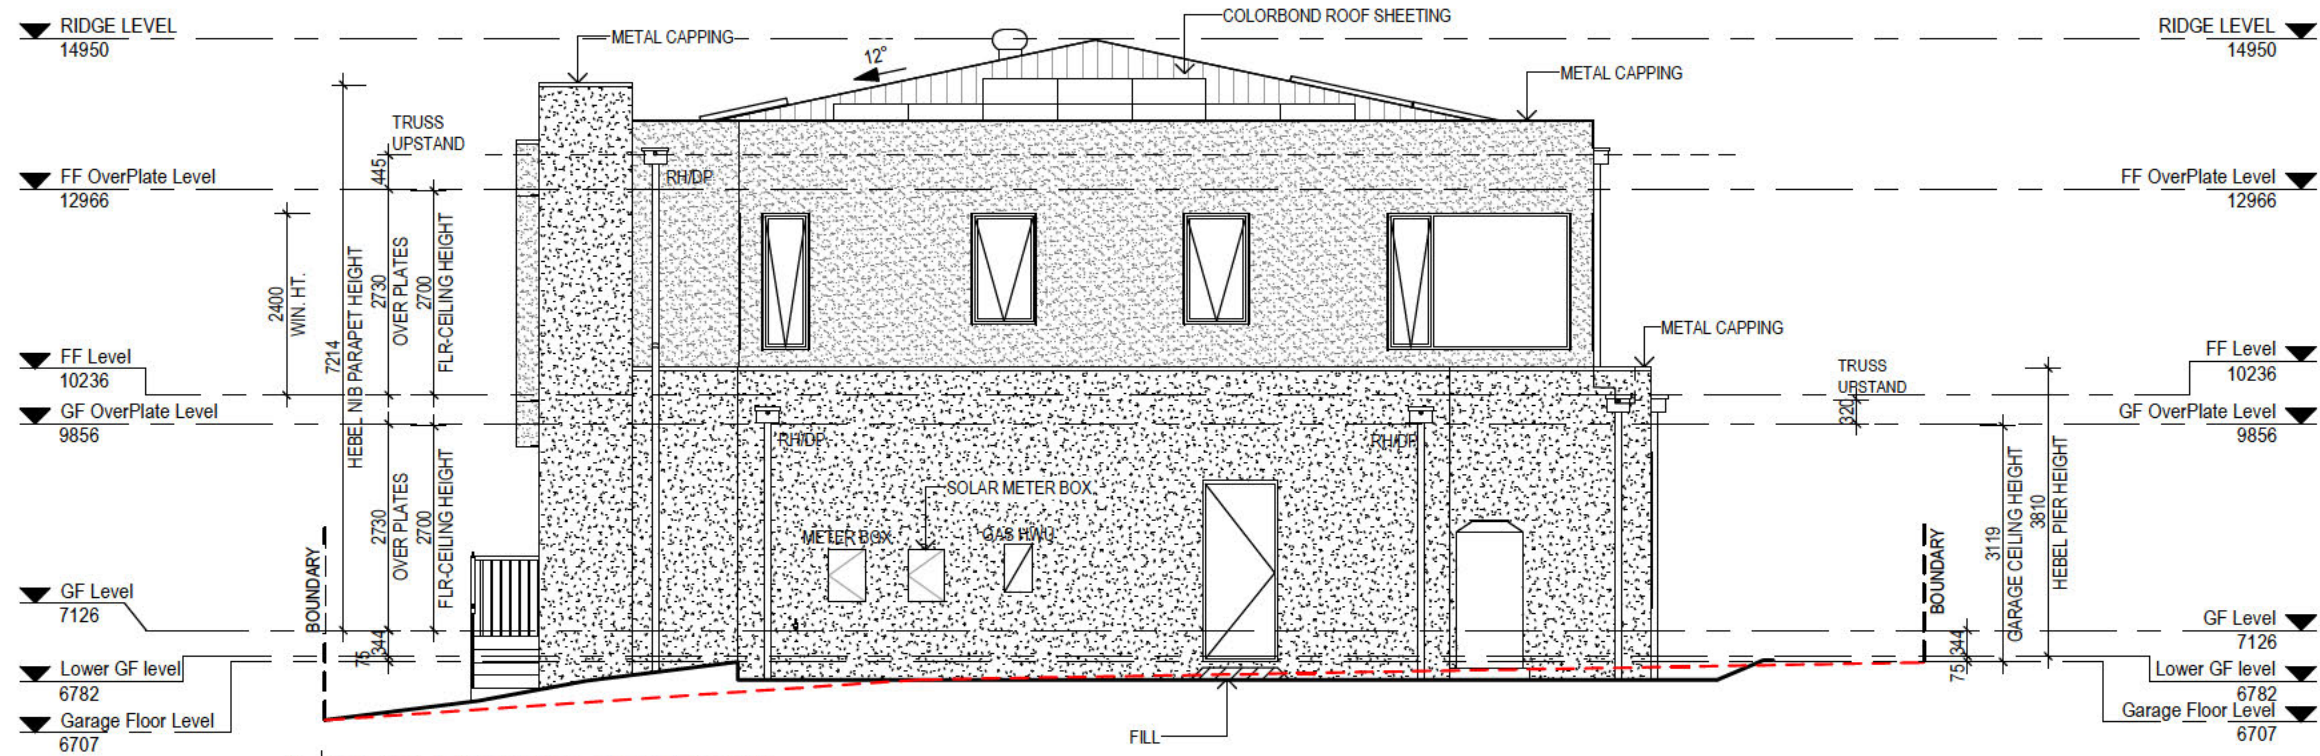 RIDGE LEVEL
14950
METAL CAPPING
12°
COLORBOND ROOF SHEETING
METAL CAPPING
RIDGE LEVEL
14950
TRUSS
UPSTAND
445
RH/DP
FF OverPlate Level
12966
FF OverPlate Level
12966
2400
WIN. HT.
7214
HEBEL NIB PARAPET HEIGHT
2730
OVER PLATES
2700
FLR-CEILING HEIGHT
METAL CAPPING
FF Level
10236
FF Level
10236
TRUSS
UPSTAND
320
GF OverPlate Level
9856
GF OverPlate Level
9856
RH/DP
RH/DP
2730
OVER PLATES
2700
FLR-CEILING HEIGHT
SOLAR METER BOX
METER BOX
GAS HWU
3119
GARAGE CEILING HEIGHT
3810
HEBEL PIER HEIGHT
BOUNDARY
BOUNDARY
GF Level
7126
GF Level
7126
344
75
344
75
Lower GF level
6782
Lower GF level
6782
Garage Floor Level
6707
Garage Floor Level
6707
FILL